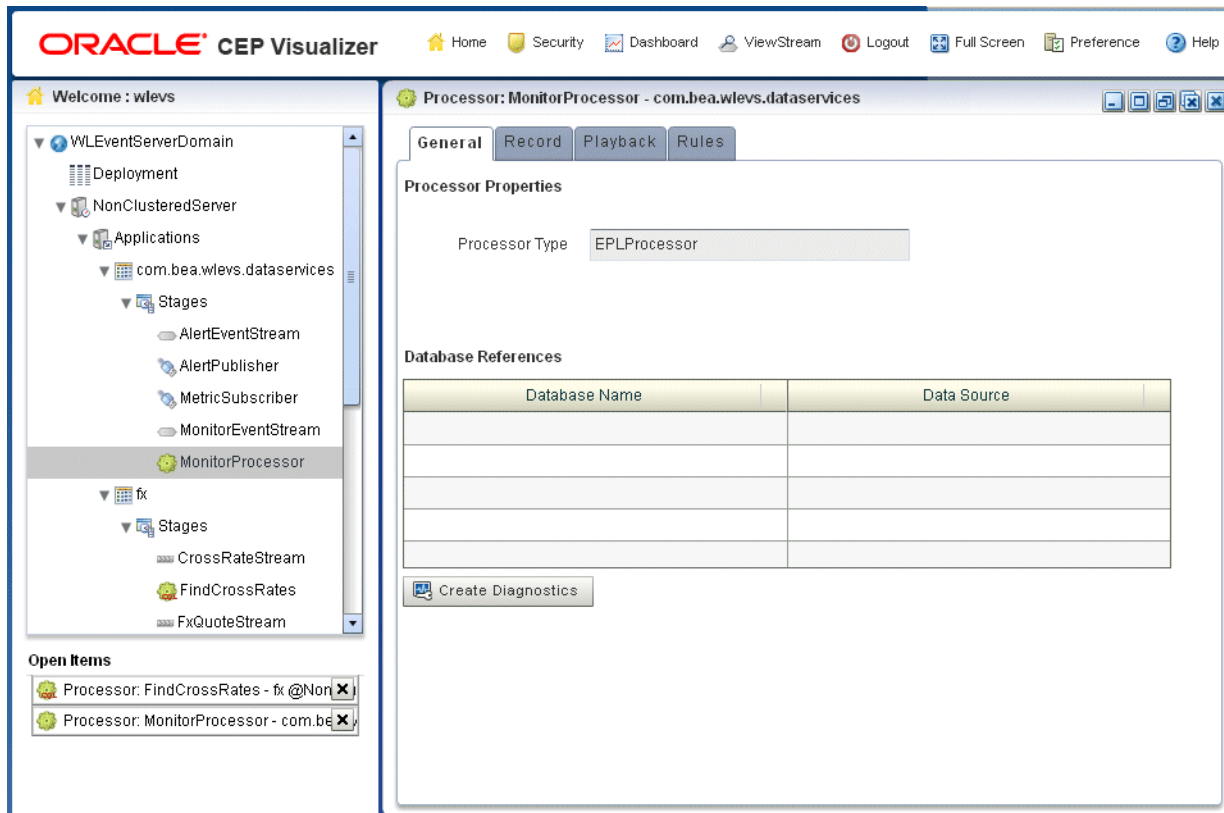 ORACLE CEP Visualizer
Home Security Dashboard ViewStream Logout Full Screen Preference Help
Welcome : wlevs
WLEventServerDomain
Deployment
NonClusteredServer
Applications
com.bea.wlevs.dataservices
Stages
AlertEventStream
AlertPublisher
MetricSubscriber
MonitorEventStream
MonitorProcessor
fx
Stages
CrossRateStream
FindCrossRates
FxQuoteStream
Open Items
Processor: FindCrossRates - fx @Non
Processor: MonitorProcessor - com.be
Processor: MonitorProcessor - com.bea.wlevs.dataservices
General Record Playback Rules
Processor Properties
Processor Type EPLProcessor
Database References
Database Name Data Source
Create Diagnostics